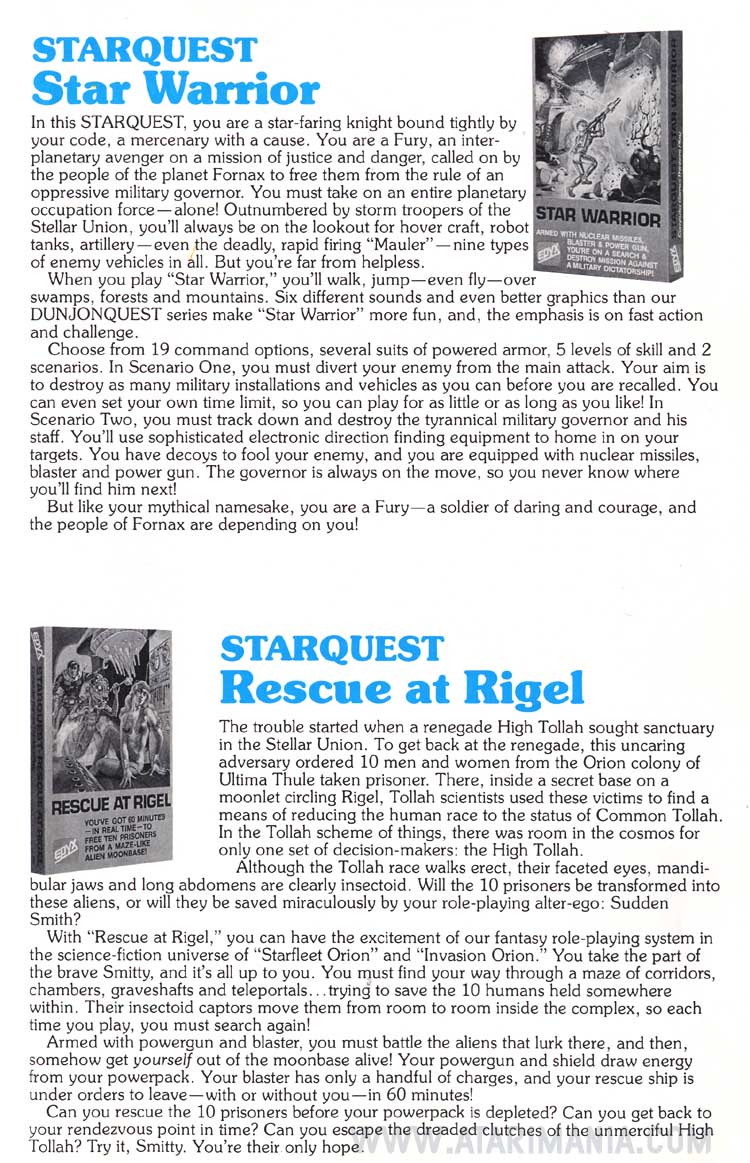 STARQUEST
Star Warrior
In this STARQUEST, you are a star-faring knight bound tightly by
your code, a mercenary with a cause. You are a Fury, an inter-
planetary avenger on a mission of justice and danger, called on by
the people of the planet Fornax to free them from the rule of an
oppressive military governor. You must take on an entire planetary
occupation force—alone! Outnumbered by storm troopers of the
Stellar Union, you'll always be on the lookout for hover craft, robot
tanks, artillery—even the deadly, rapid firing “Mauler”—nine types
of enemy vehicles in all. But you're far from helpless.
When you play “Star Warrior,” you'll walk, jump—even fly—over
swamps, forests and mountains. Six different sounds and even better graphics than our
DUNJONQUEST series make “Star Warrior” more fun, and, the emphasis is on fast action
and challenge.
Choose from 19 command options, several suits of powered armor, 5 levels of skill and 2
scenarios. In Scenario One, you must divert your enemy from the main attack. Your aim is
to destroy as many military installations and vehicles as you can before you are recalled. You
can even set your own time limit, so you can play for as little or as long as you like! In
Scenario Two, you must track down and destroy the tyrannical military governor and his
staff. You'll use sophisticated electronic direction finding equipment to home in on your
targets. You have decoys to fool your enemy, and you are equipped with nuclear missiles,
blaster and power gun. The governor is always on the move, so you never know where
you'll find him next!
But like your mythical namesake, you are a Fury—a soldier of daring and courage, and
the people of Fornax are depending on you!
STAR WARRIOR
ARMED WITH NUCLEAR MISSILES,
BLASTER & POWER GUN,
YOU'RE ON A SEARCH &
DESTROY MISSION AGAINST
A MILITARY DICTATORSHIP!
EPYX
STARQUEST: STAR WARRIOR
EPYX
STARQUEST: RESCUE AT RIGEL
RESCUE AT RIGEL
YOU'VE GOT 60 MINUTES
—IN REAL TIME—TO
FREE TEN PRISONERS
FROM A MAZE-LIKE
ALIEN MOONBASE!
EPYX
STARQUEST
Rescue at Rigel
The trouble started when a renegade High Tollah sought sanctuary
in the Stellar Union. To get back at the renegade, this uncaring
adversary ordered 10 men and women from the Orion colony of
Ultima Thule taken prisoner. There, inside a secret base on a
moonlet circling Rigel, Tollah scientists used these victims to find a
means of reducing the human race to the status of Common Tollah.
In the Tollah scheme of things, there was room in the cosmos for
only one set of decision-makers: the High Tollah.
Although the Tollah race walks erect, their faceted eyes, mandi-
bular jaws and long abdomens are clearly insectoid. Will the 10 prisoners be transformed into
these aliens, or will they be saved miraculously by your role-playing alter-ego: Sudden
Smith?
With “Rescue at Rigel,” you can have the excitement of our fantasy role-playing system in
the science-fiction universe of “Starfleet Orion” and “Invasion Orion.” You take the part of
the brave Smitty, and it's all up to you. You must find your way through a maze of corridors,
chambers, graveshafts and teleportals...trying to save the 10 humans held somewhere
within. Their insectoid captors move them from room to room inside the complex, so each
time you play, you must search again!
Armed with powergun and blaster, you must battle the aliens that lurk there, and then,
somehow get yourself out of the moonbase alive! Your powergun and shield draw energy
from your powerpack. Your blaster has only a handful of charges, and your rescue ship is
under orders to leave—with or without you—in 60 minutes!
Can you rescue the 10 prisoners before your powerpack is depleted? Can you get back to
your rendezvous point in time? Can you escape the dreaded clutches of the unmerciful High
Tollah? Try it, Smitty. You're their only hope.
WWW.ATARIMANIA.COM